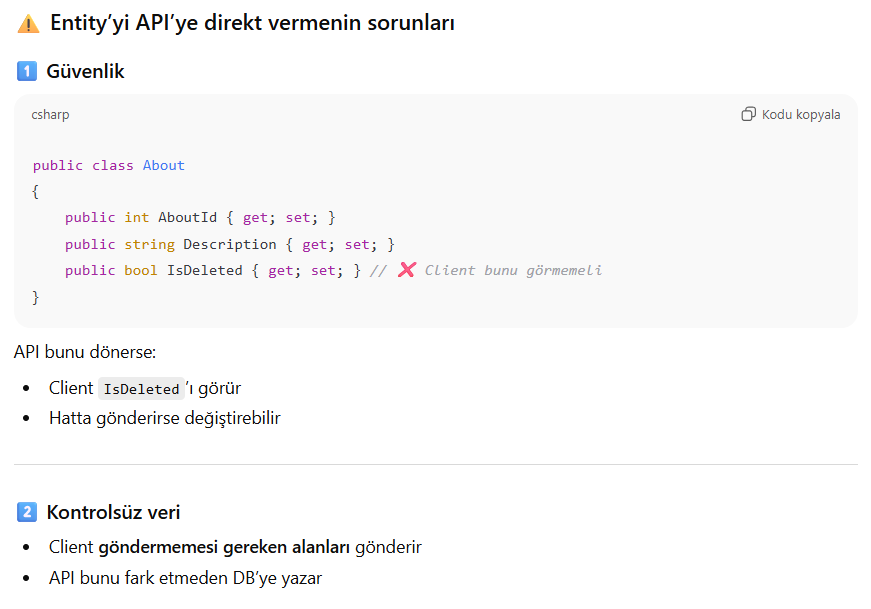 ⚠️ Entity’yi API’ye direkt vermenin sorunları
1️⃣ Güvenlik
csharp
Kodu kopyala
public class About
{
    public int AboutId { get; set; }
    public string Description { get; set; }
    public bool IsDeleted { get; set; } // ❌ Client bunu görmemeli
}
API bunu dönerse:
• Client IsDeleted’ı görür
• Hatta gönderirse değiştirebilir
2️⃣ Kontrolsüz veri
• Client göndermemesi gereken alanları gönderir
• API bunu fark etmeden DB’ye yazar